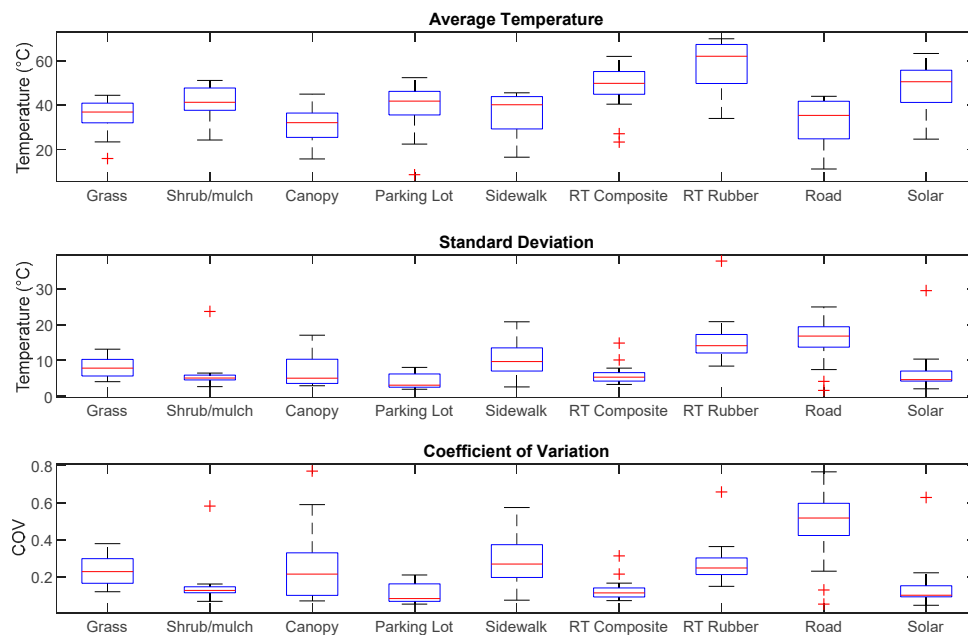 Average Temperature
Temperature (°C)
60
40
20
Grass Shrub/mulch Canopy Parking Lot Sidewalk RT Composite RT Rubber Road Solar
Standard Deviation
Temperature (°C)
30
20
10
0
Grass Shrub/mulch Canopy Parking Lot Sidewalk RT Composite RT Rubber Road Solar
Coefficient of Variation
COV
0.8
0.6
0.4
0.2
Grass Shrub/mulch Canopy Parking Lot Sidewalk RT Composite RT Rubber Road Solar